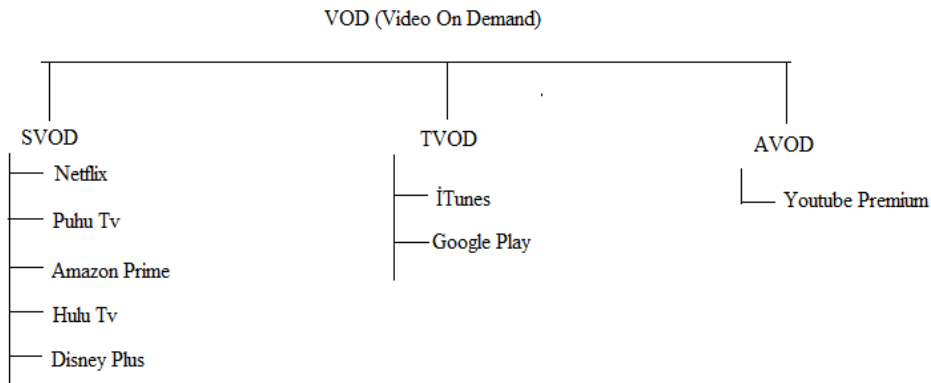 VOD (Video On Demand)
SVOD
Netflix
Puhu Tv
Amazon Prime
Hulu Tv
Disney Plus
TVOD
İTunes
Google Play
AVOD
Youtube Premium